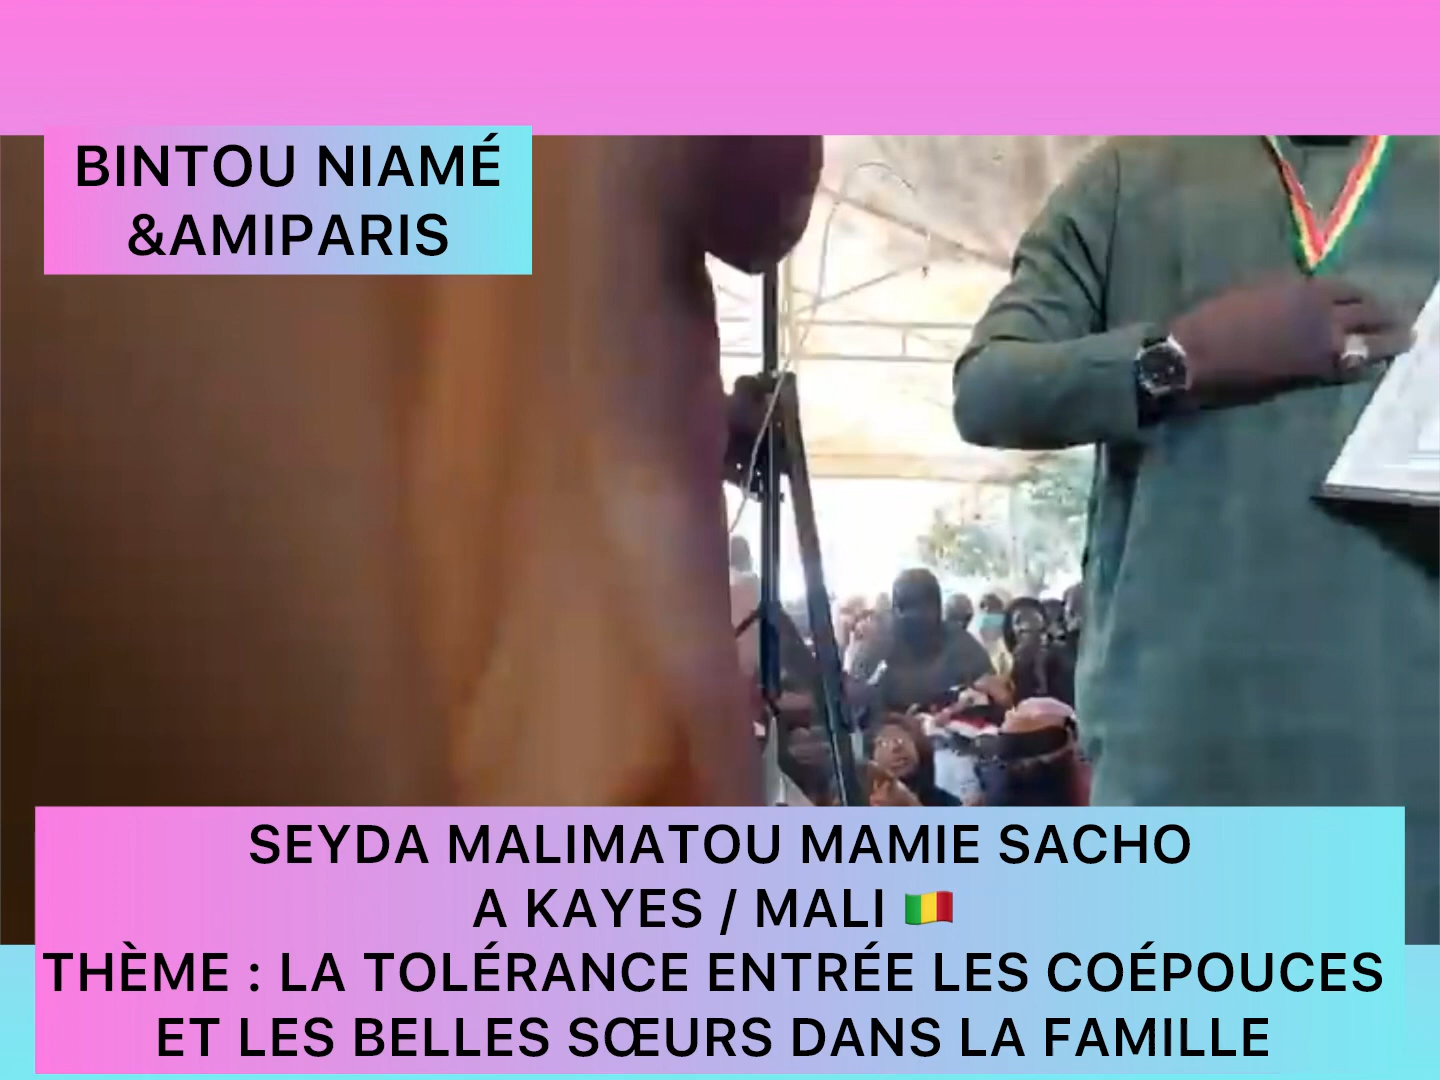 BINTOU NIAMÉ
&AMIPARIS
SEYDA MALIMATOU MAMIE SACHO
A KAYES / MALI 🇲🇱
THÈME : LA TOLÉRANCE ENTRÉE LES COÉPOUCES
ET LES BELLES SŒURS DANS LA FAMILLE